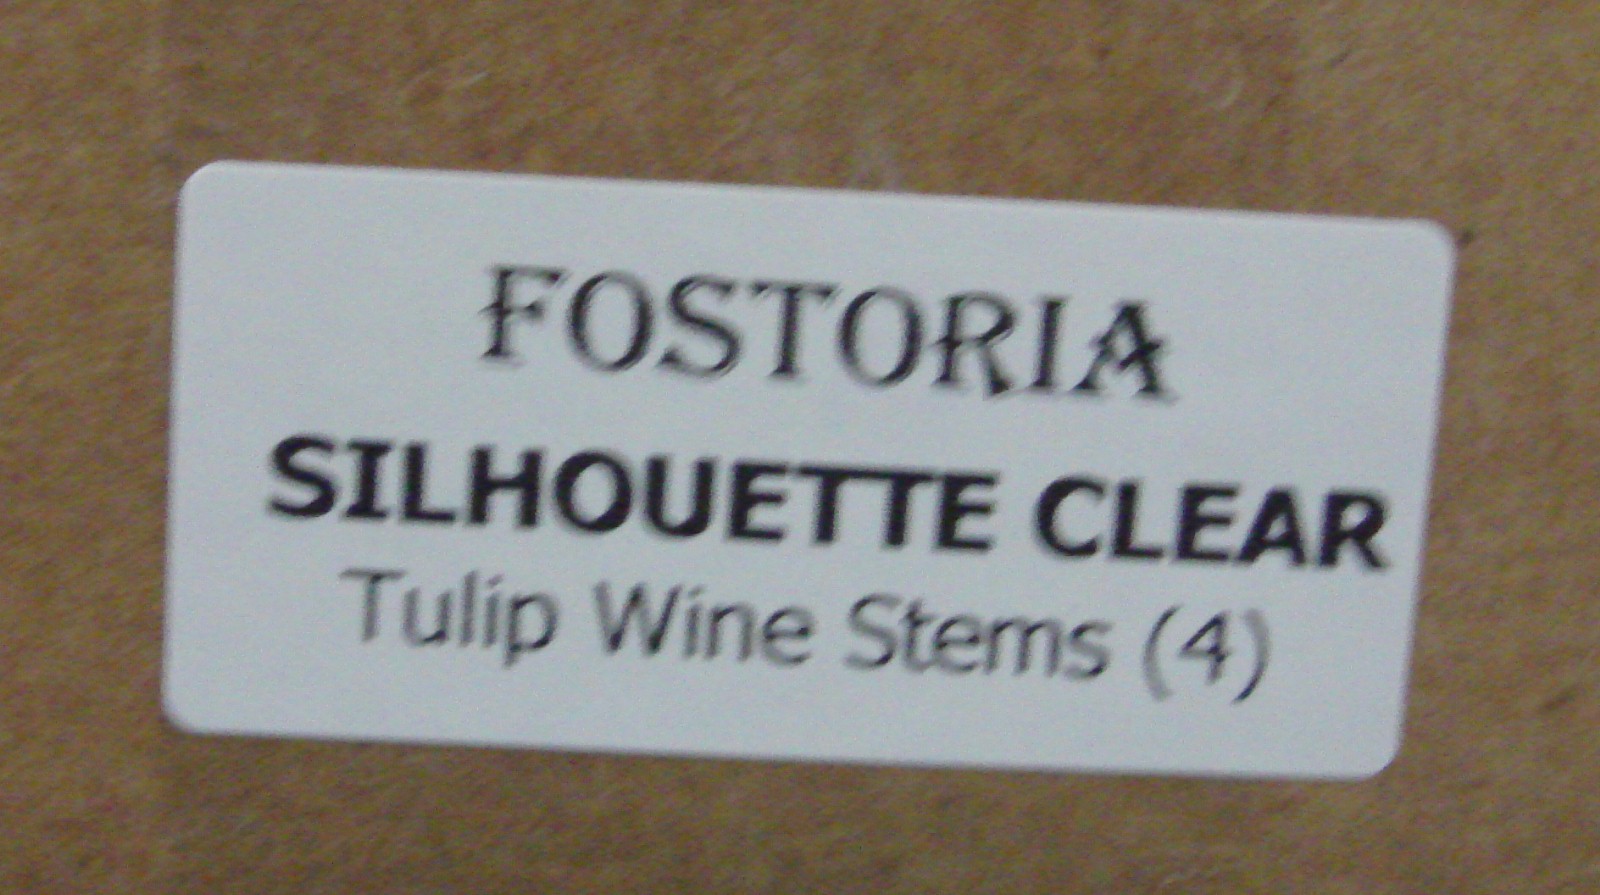 FOSTORIA
SILHOUETTE CLEAR
Tulip Wine Stems (4)